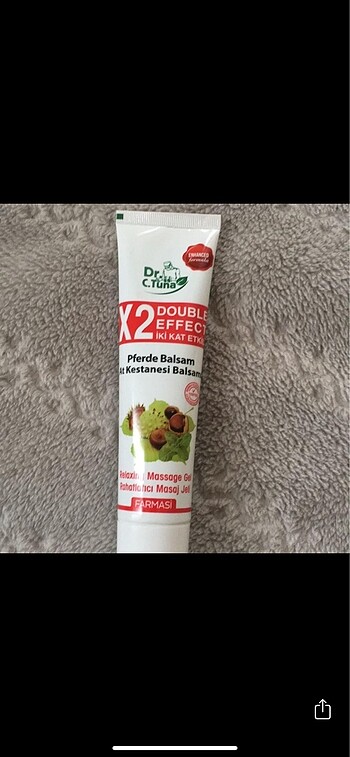 ENHANCED
formula
Dr.
C.Tuna
X2 DOUBLE
EFFECT
İKİ KAT ETKİ
Pferde Balsam
At Kestanesi Balsamı
Relaxing Massage Gel
Rahatlatıcı Masaj Jeli
FARMASİ